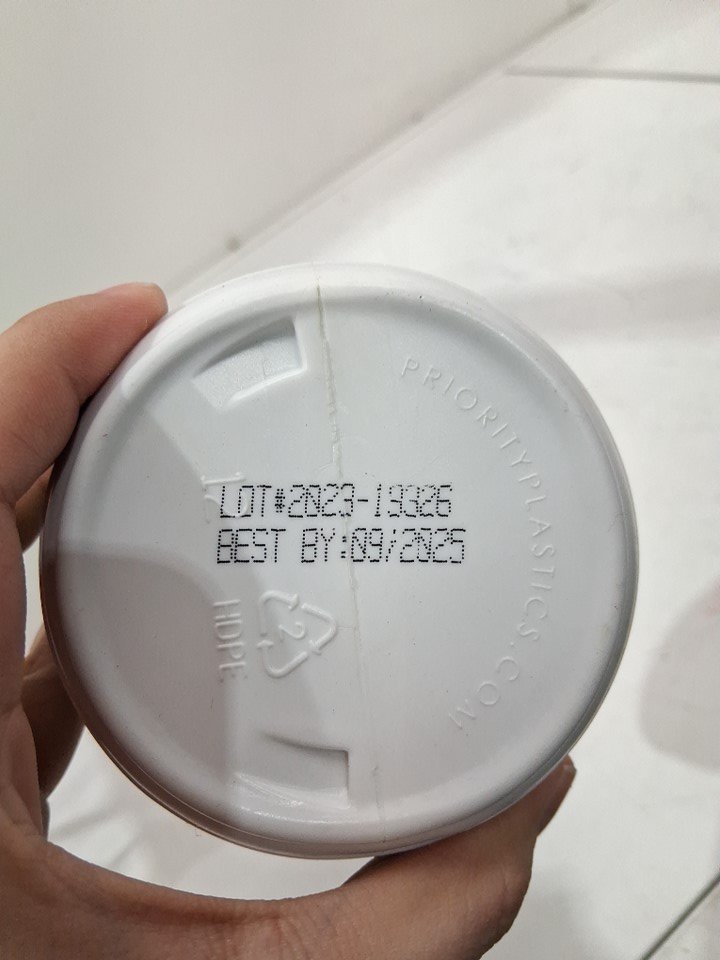 PRIORITYPLASTICS.COM
LOT#2023-19326
BEST BY:09/2025
2
HDPE